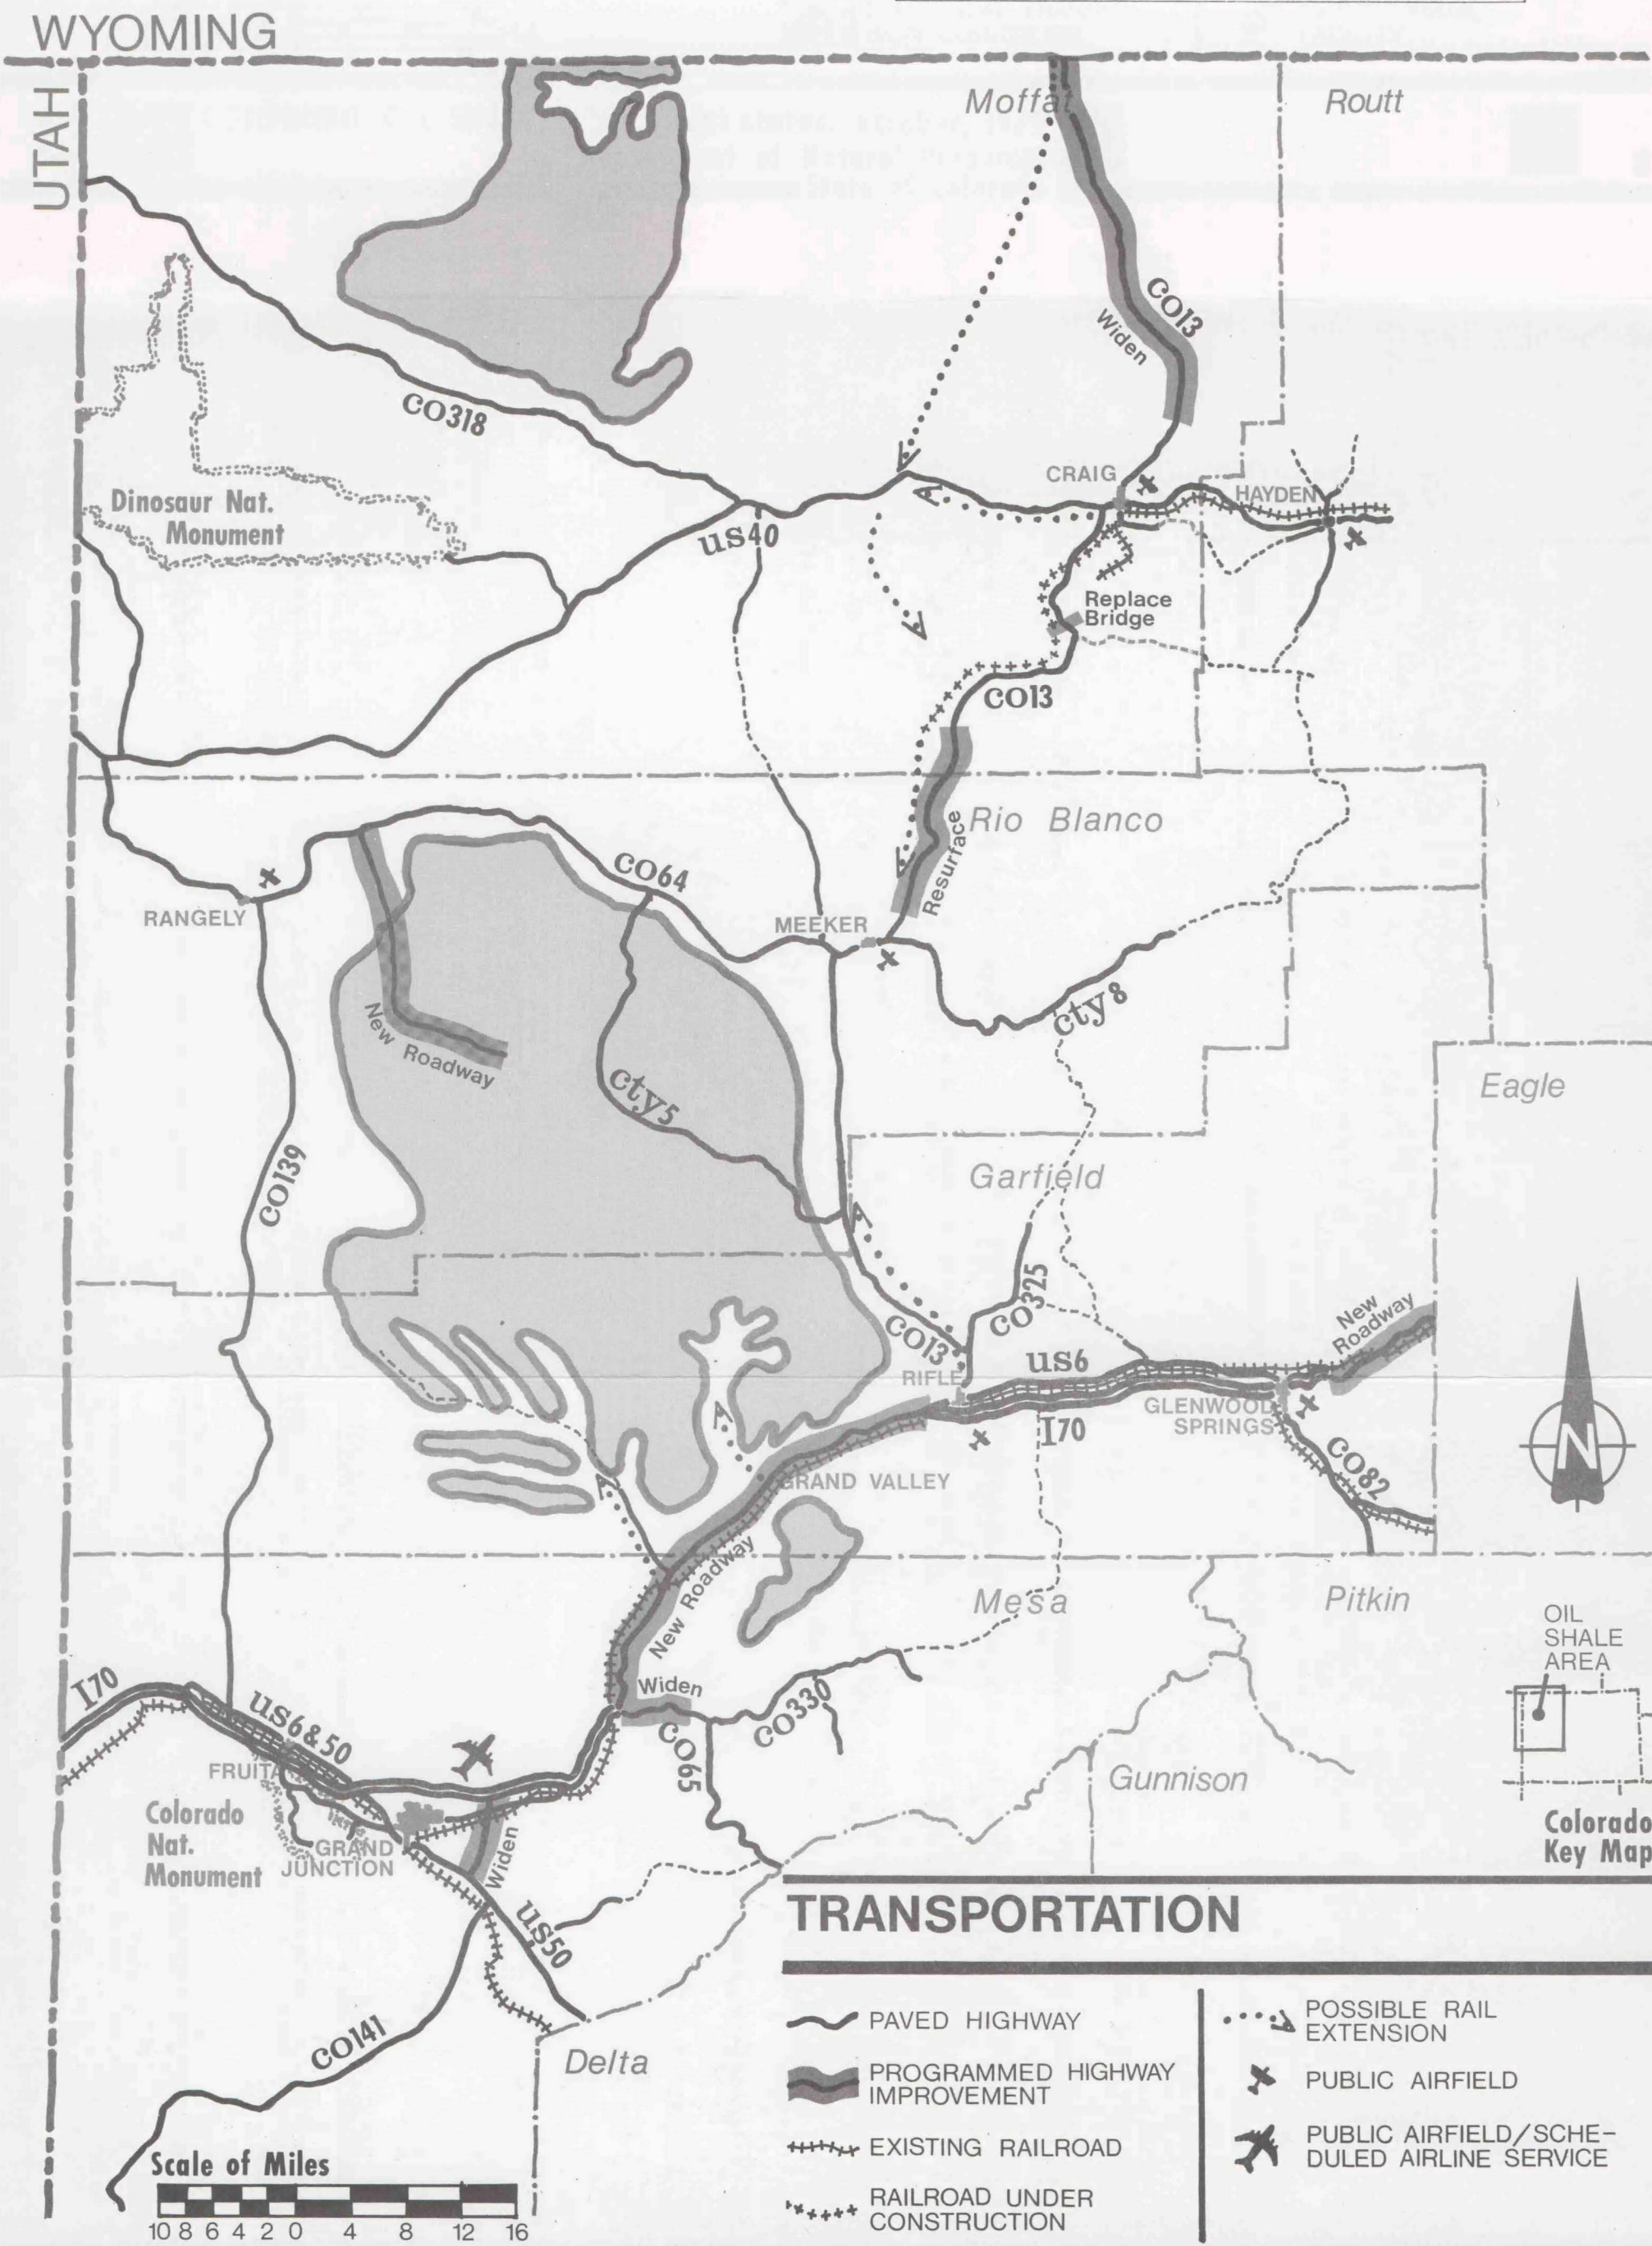 WYOMING
UTAH
Moffat
Routt
CO13
Widen
CO318
CRAIG
HAYDEN
Dinosaur Nat.
Monument
US40
Replace
Bridge
CO13
Rio Blanco
Resurface
CO64
RANGELY
MEEKER
New Roadway
cty 8
cty5
Eagle
CO139
Garfield
CO325
CO13
New
Roadway
US6
RIFLE
GLENWOOD
SPRINGS
I70
CO82
N
GRAND VALLEY
New Roadway
Mesa
Pitkin
OIL
SHALE
AREA
I70
US6&50
Widen
CO330
CO65
FRUITA
Gunnison
Colorado
Nat.
Monument
GRAND
JUNCTION
Widen
Colorado
Key Map
US50
CO141
Delta
TRANSPORTATION
PAVED HIGHWAY
PROGRAMMED HIGHWAY
IMPROVEMENT
EXISTING RAILROAD
RAILROAD UNDER
CONSTRUCTION
POSSIBLE RAIL
EXTENSION
PUBLIC AIRFIELD
PUBLIC AIRFIELD/SCHE-
DULED AIRLINE SERVICE
Scale of Miles
10 8 6 4 2 0 4 8 12 16